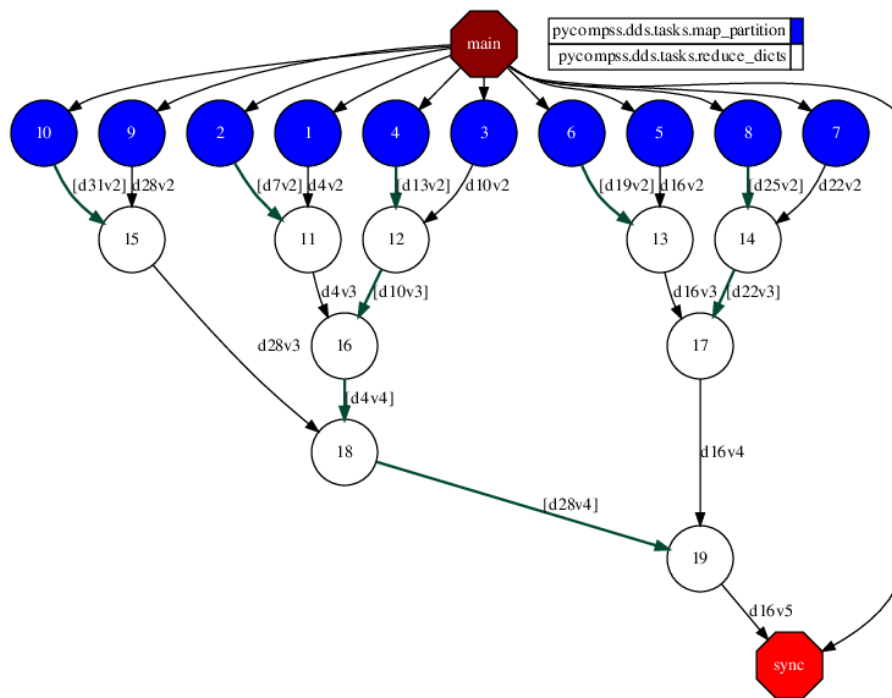 main
pycompss.dds.tasks.map_partition
pycompss.dds.tasks.reduce_dicts
10 9 2 1 4 3 6 5 8 7
[d31v2] d28v2 [d7v2] d4v2 [d13v2] d10v2 [d19v2] d16v2 [d25v2] d22v2
15 11 12 13 14
d4v3 [d10v3] d16v3 [d22v3]
d28v3 16 17
[d4v4]
18 d16v4
[d28v4]
19
d16v5
sync